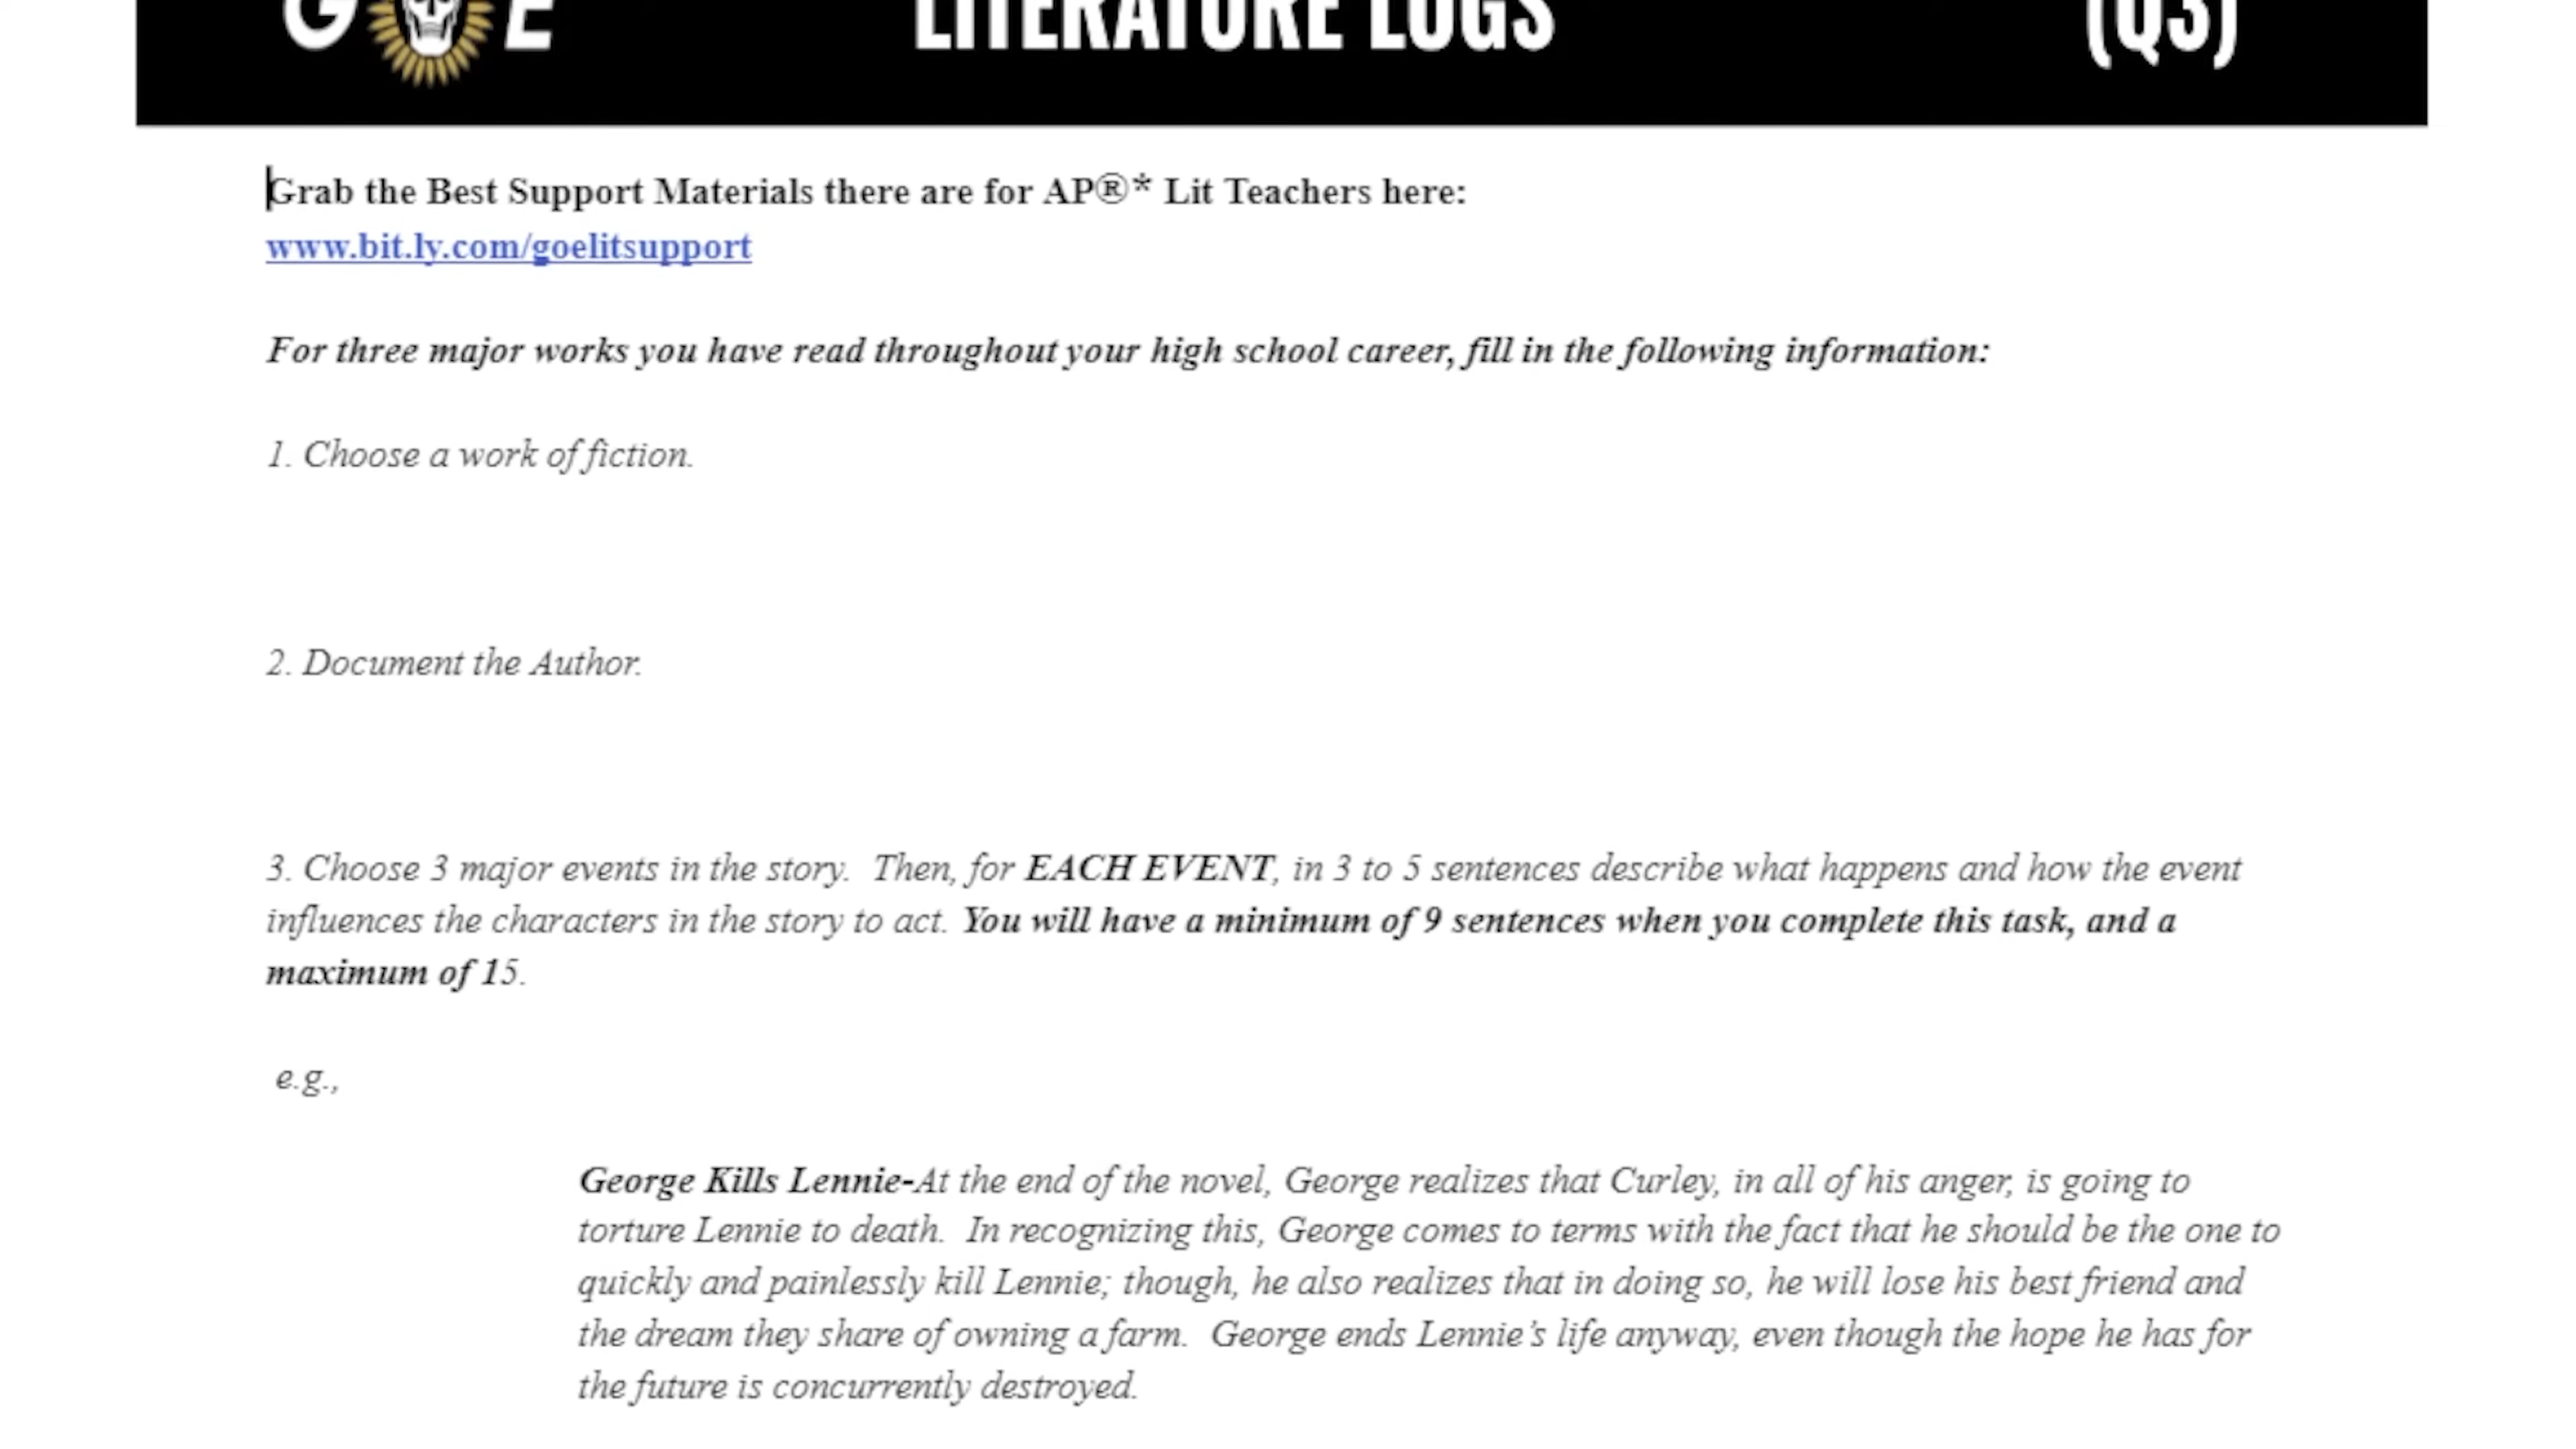 G E LITERATURE LOGS (Q3)
Grab the Best Support Materials there are for AP®* Lit Teachers here:
www.bit.ly.com/goelitsupport
For three major works you have read throughout your high school career, fill in the following information:
1. Choose a work of fiction.
2. Document the Author.
3. Choose 3 major events in the story. Then, for EACH EVENT, in 3 to 5 sentences describe what happens and how the event
influences the characters in the story to act. You will have a minimum of 9 sentences when you complete this task, and a
maximum of 15.
e.g.,
George Kills Lennie-At the end of the novel, George realizes that Curley, in all of his anger, is going to
torture Lennie to death. In recognizing this, George comes to terms with the fact that he should be the one to
quickly and painlessly kill Lennie; though, he also realizes that in doing so, he will lose his best friend and
the dream they share of owning a farm. George ends Lennie's life anyway, even though the hope he has for
the future is concurrently destroyed.